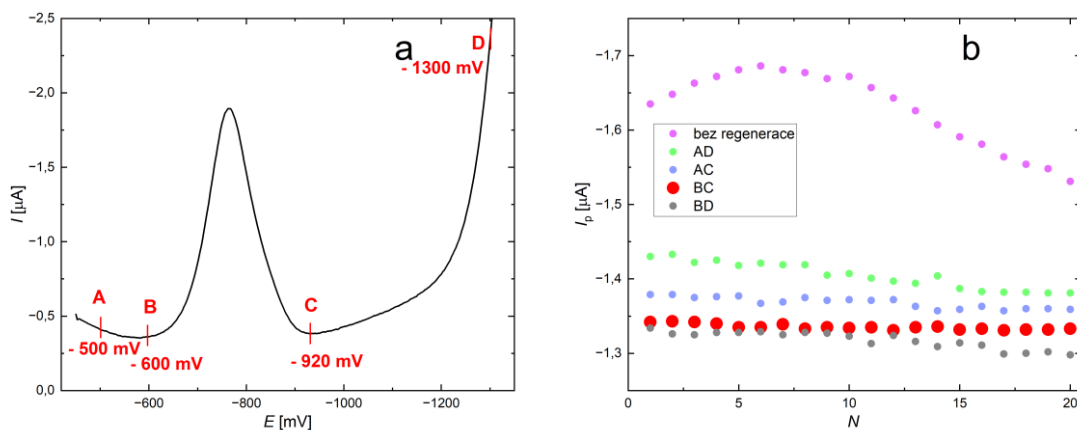 a
−2,5
−2,0
−1,5
−1,0
−0,5
0,0
I [µA]
−600
−800
−1000
−1200
E [mV]
A
- 500 mV
B
- 600 mV
C
- 920 mV
D
- 1300 mV
b
−1,7
−1,6
−1,5
−1,4
−1,3
Ip [µA]
bez regenerace
AD
AC
BC
BD
0
5
10
15
20
N